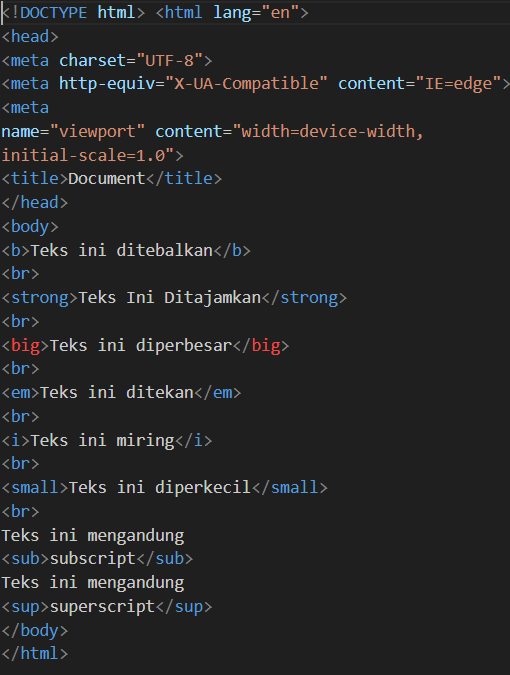 <!DOCTYPE html> <html lang="en">
<head>
<meta charset="UTF-8">
<meta http-equiv="X-UA-Compatible" content="IE=edge">
<meta
name="viewport" content="width=device-width,
initial-scale=1.0">
<title>Document</title>
</head>
<body>
<b>Teks ini ditebalkan</b>
<br>
<strong>Teks Ini Ditajamkan</strong>
<br>
<big>Teks ini diperbesar</big>
<br>
<em>Teks ini ditekan</em>
<br>
<i>Teks ini miring</i>
<br>
<small>Teks ini diperkecil</small>
<br>
Teks ini mengandung
<sub>subscript</sub>
Teks ini mengandung
<sup>superscript</sup>
</body>
</html>